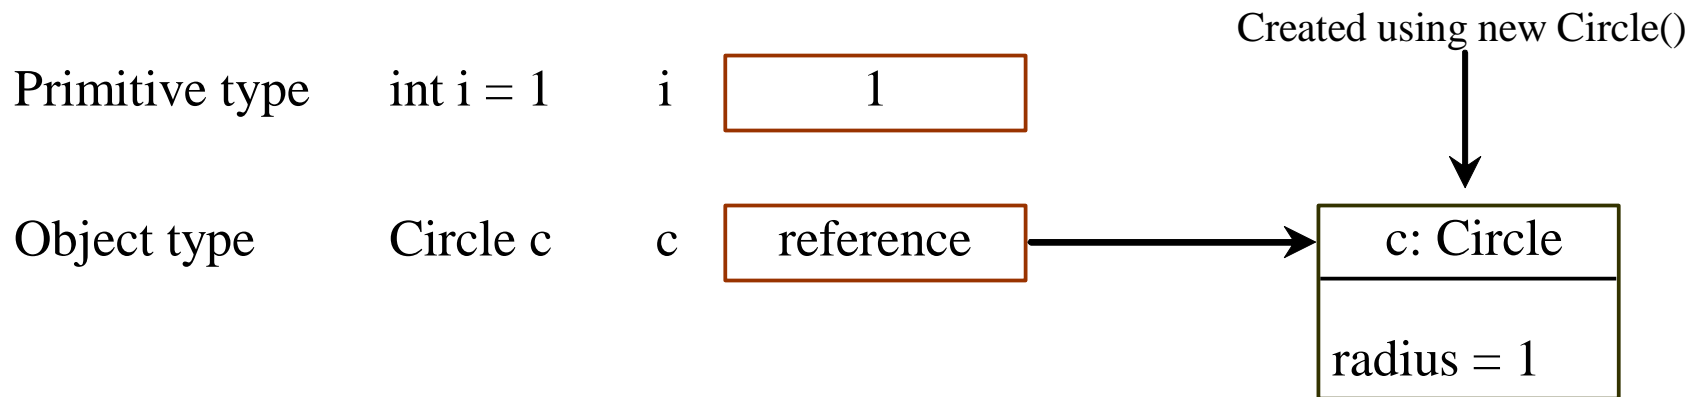 Created using new Circle()
Primitive type int i = 1 i 1
Object type Circle c c reference c: Circle
radius = 1